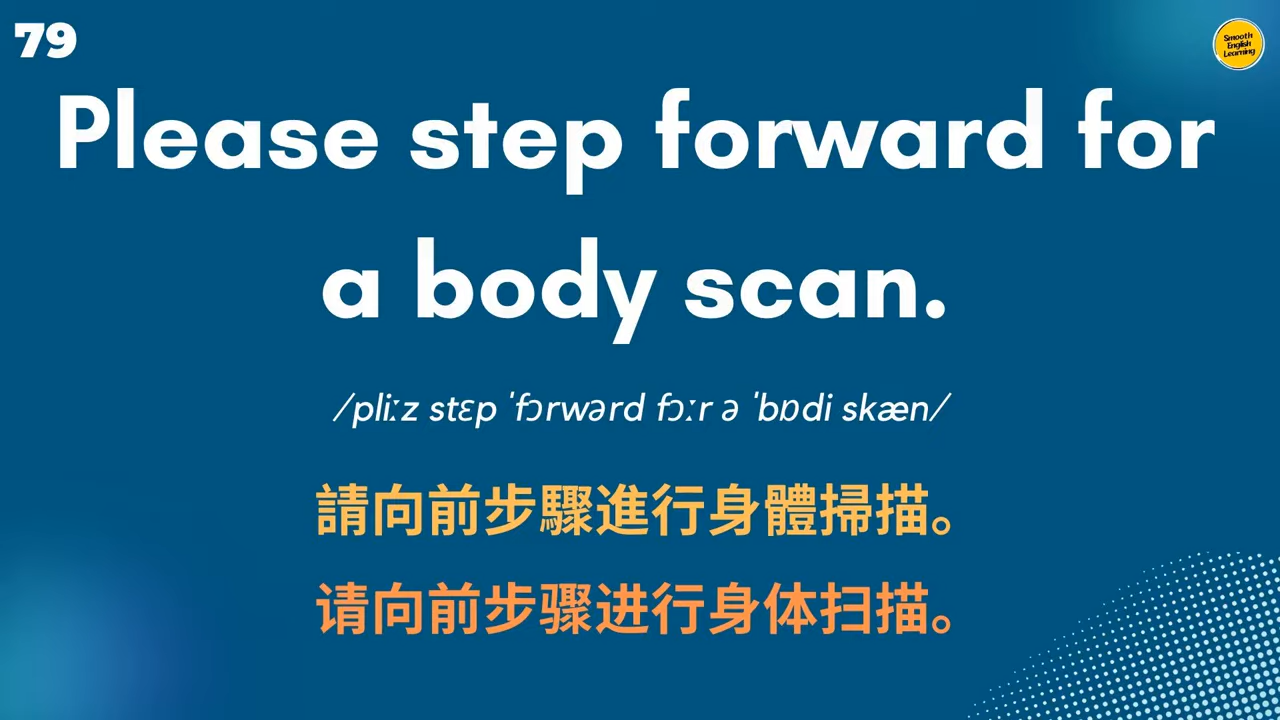 79
Smooth
English
Learning
Please step forward for
a body scan.
/pliːz stɛp ˈfɔrwərd fɔːr ə ˈbɒdi skæn/
請向前步驟進行身體掃描。
请向前步骤进行身体扫描。